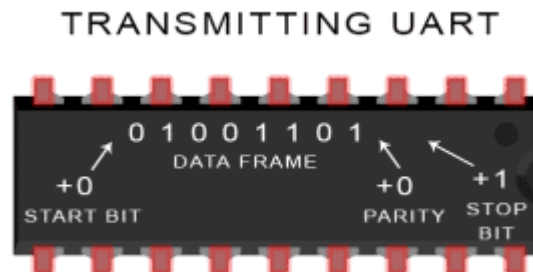 TRANSMITTING UART
0 1 0 0 1 1 0 1
DATA FRAME
+0
START BIT
+0
PARITY
+1
STOP
BIT